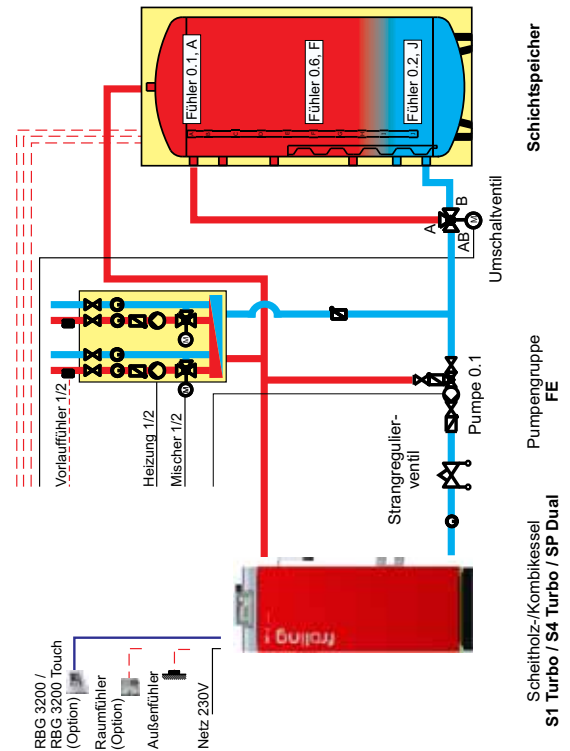 RBG 3200 /
RBG 3200 Touch
(Option)
Raumfühler
(Option)
Außenfühler
Netz 230V
Vorlauffühler 1/2
Heizung 1/2
Mischer 1/2
M
M
Fühler 0.1, A
Fühler 0.6, F
Fühler 0.2, J
A
B
AB
M
Umschaltventil
Strangregulier-
ventil
Pumpe 0.1
froling
Scheitholz-/Kombikessel
S1 Turbo / S4 Turbo / SP Dual
Pumpengruppe
FE
Schichtspeicher